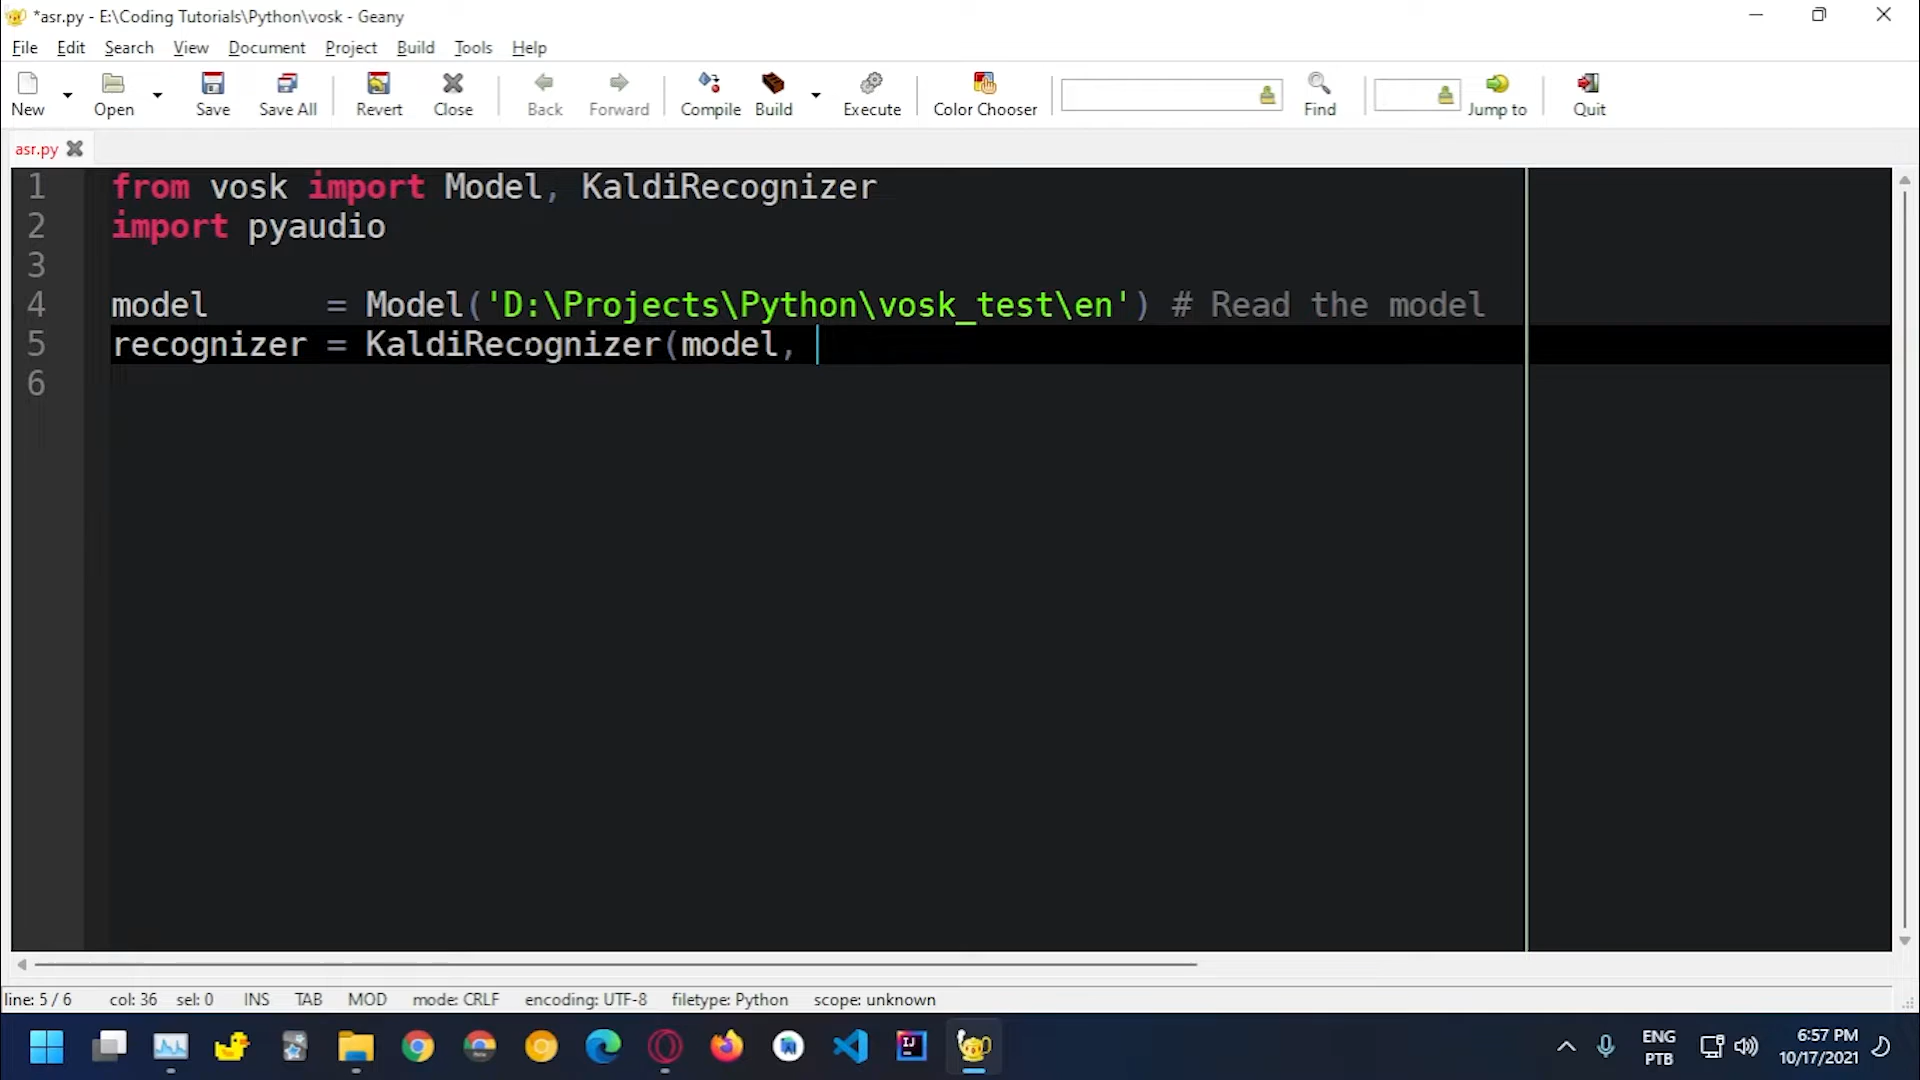 *asr.py - E:\Coding Tutorials\Python\vosk - Geany
File Edit Search View Document Project Build Tools Help
New Open Save Save All Revert Close Back Forward Compile Build Execute Color Chooser Find Jump to Quit
asr.py
1 from vosk import Model, KaldiRecognizer
2 import pyaudio
3
4 model      = Model('D:\Projects\Python\vosk_test\en') # Read the model
5 recognizer = KaldiRecognizer(model,
6
line: 5 / 6 col: 36 sel: 0 INS TAB MOD mode: CRLF encoding: UTF-8 filetype: Python scope: unknown
ENG 6:57 PM
PTB 10/17/2021